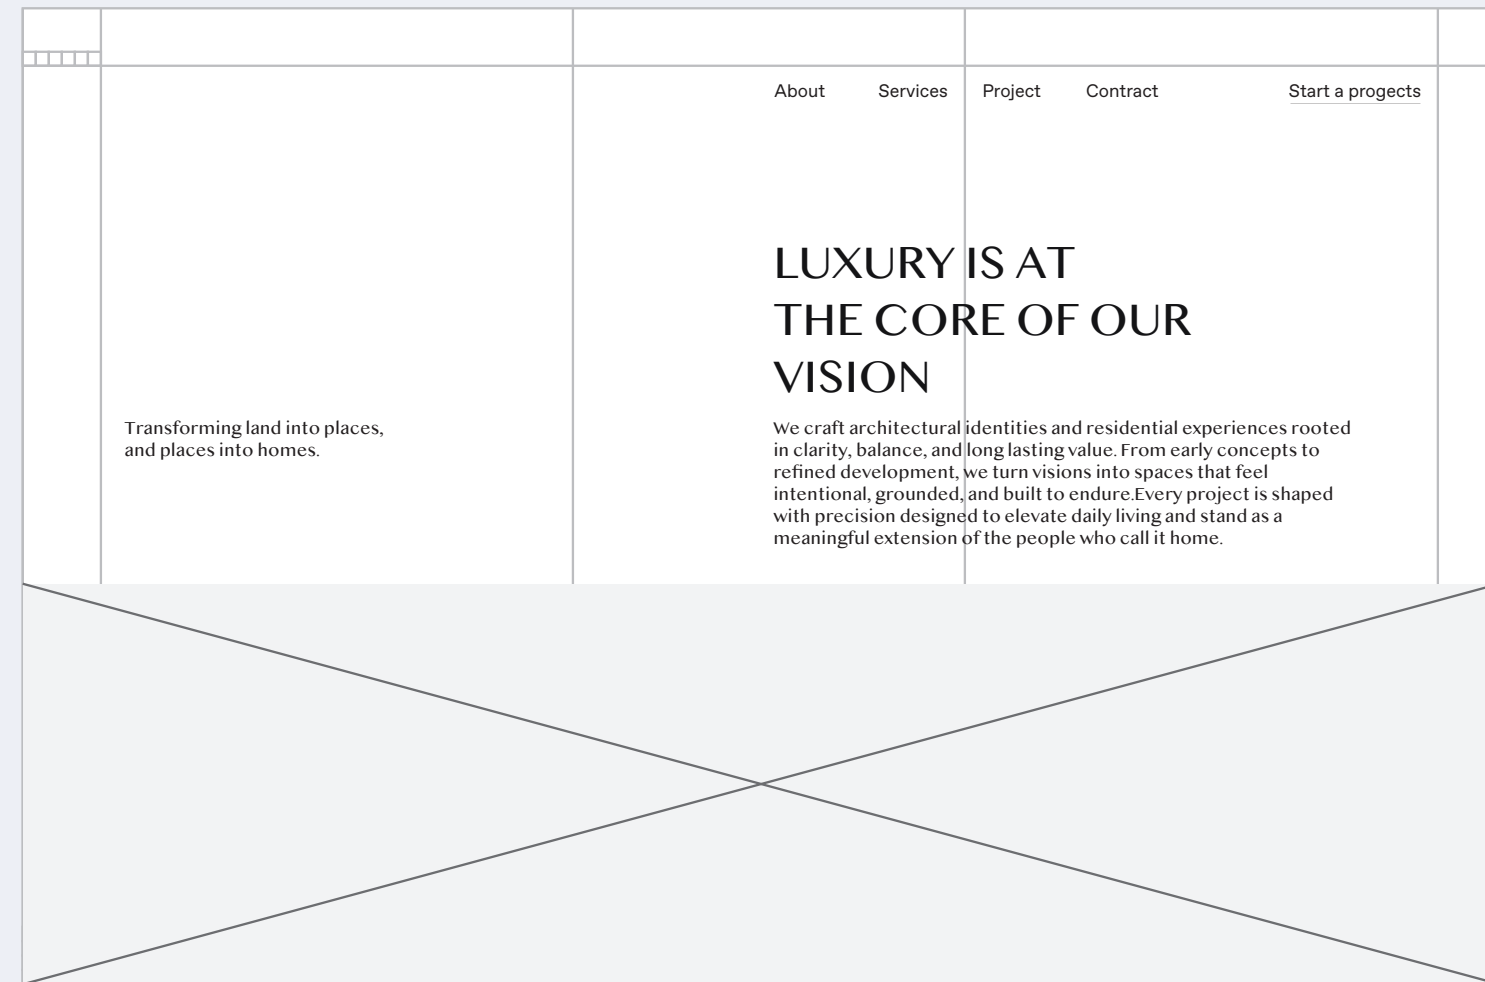 About Services Project Contract Start a progects
LUXURY IS AT
THE CORE OF OUR
VISION
Transforming land into places,
and places into homes.
We craft architectural identities and residential experiences rooted
in clarity, balance, and long lasting value. From early concepts to
refined development, we turn visions into spaces that feel
intentional, grounded, and built to endure.Every project is shaped
with precision designed to elevate daily living and stand as a
meaningful extension of the people who call it home.